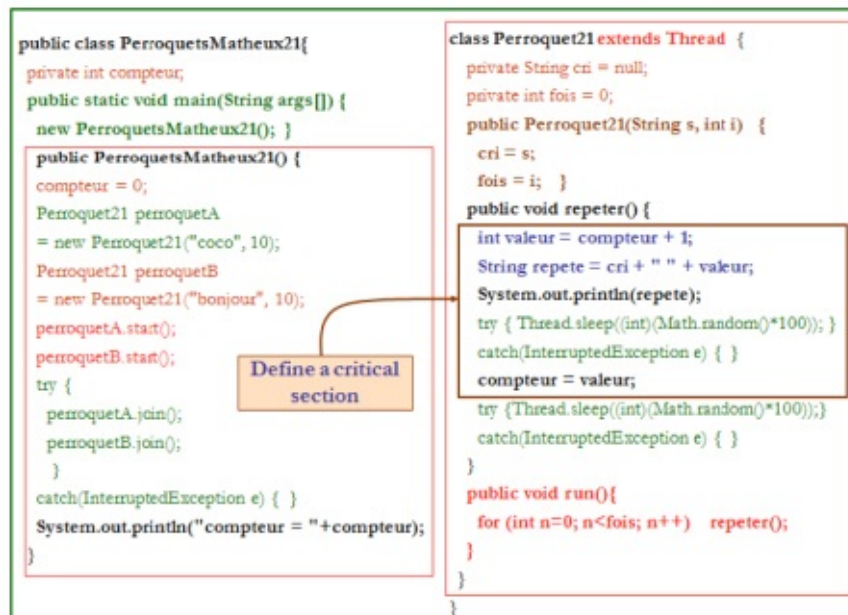 public class PerroquetsMatheux21{
private int compteur;
public static void main(String args[]) {
new PerroquetsMatheux21(); }
public PerroquetsMatheux21() {
compteur = 0;
Perroquet21 perroquetA
= new Perroquet21("coco", 10);
Perroquet21 perroquetB
= new Perroquet21("bonjour", 10);
perroquetA.start();
perroquetB.start();
try {
perroquetA.join();
perroquetB.join();
}
catch(InterruptedException e) { }
System.out.println("compteur = "+compteur);
}
Define a critical
section
class Perroquet21 extends Thread {
private String cri = null;
private int fois = 0;
public Perroquet21(String s, int i) {
cri = s;
fois = i; }
public void repeter() {
int valeur = compteur + 1;
String repete = cri + " " + valeur;
System.out.println(repete);
try { Thread.sleep((int)(Math.random()*100)); }
catch(InterruptedException e) { }
compteur = valeur;
try {Thread.sleep((int)(Math.random()*100));}
catch(InterruptedException e) { }
}
public void run(){
for (int n=0; n<fois; n++) repeter();
}
}
}